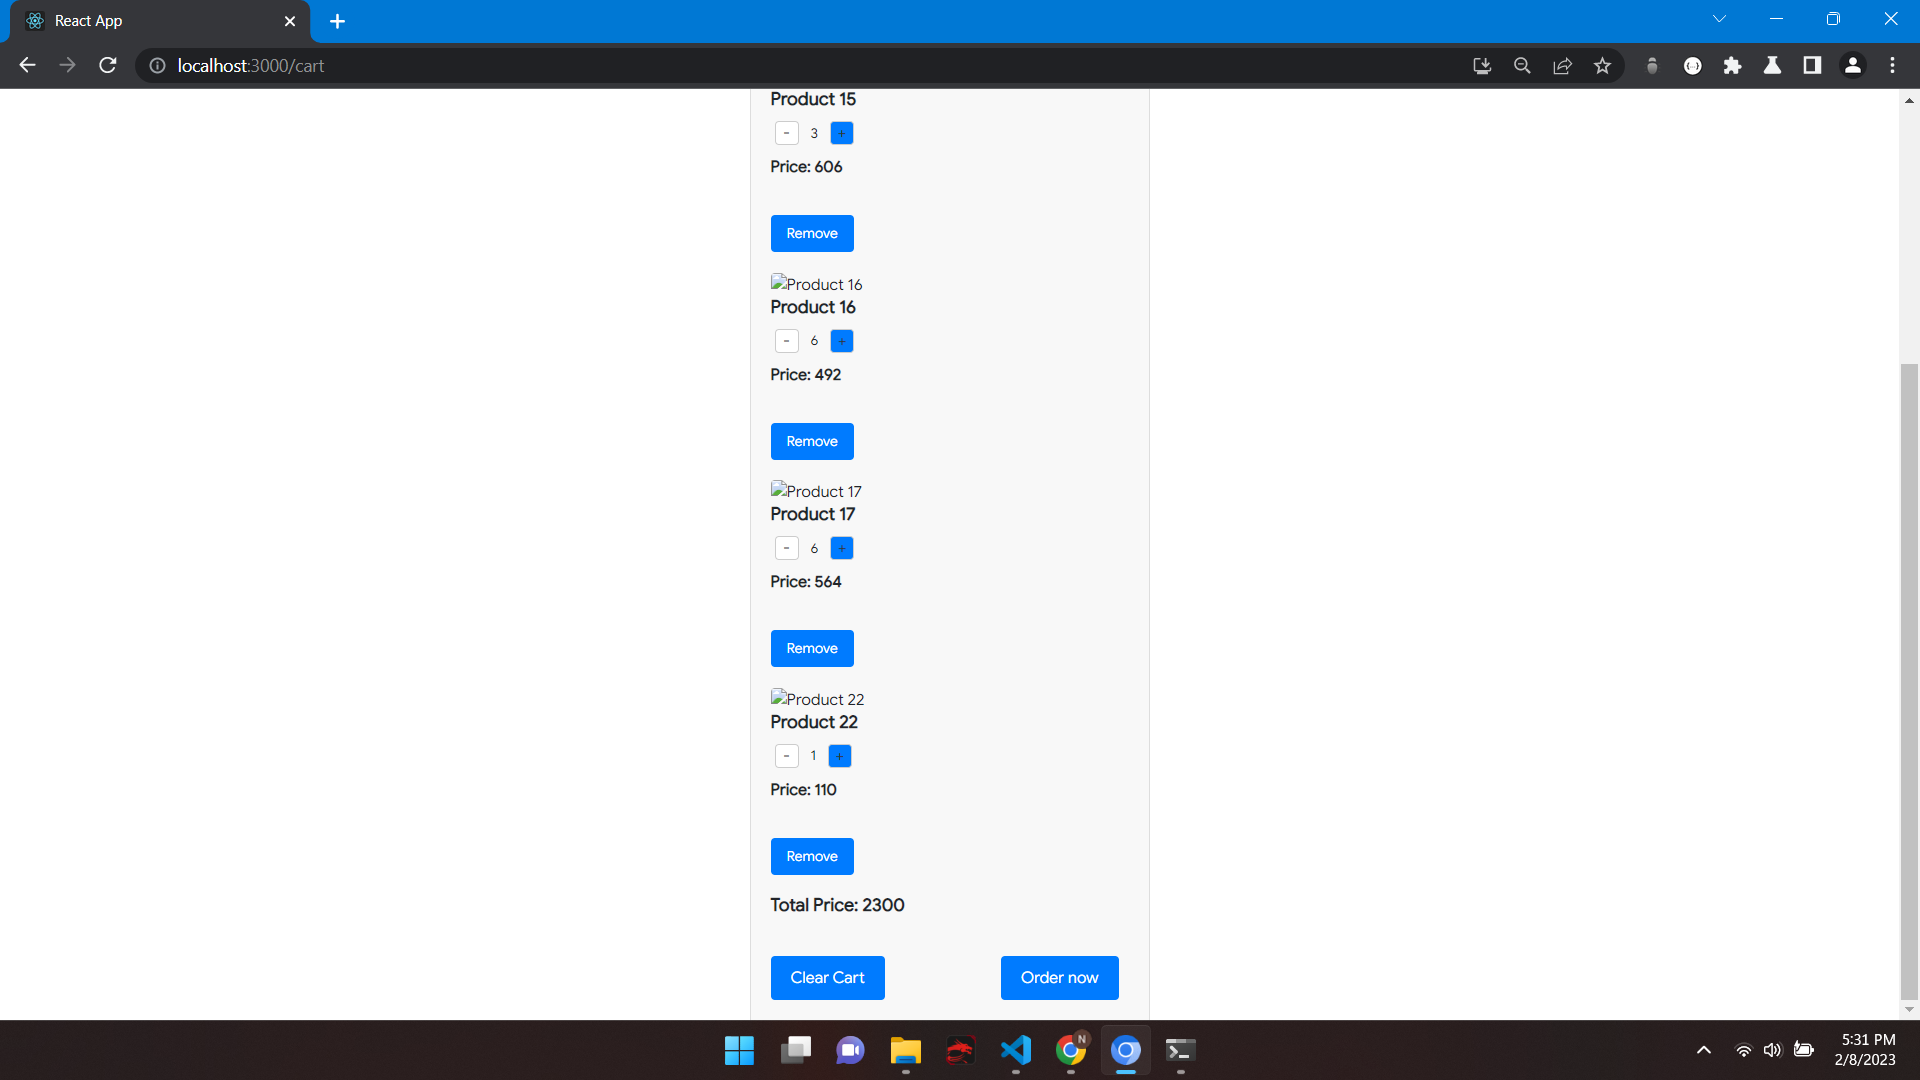 React App
localhost:3000/cart
Product 15
- 3 +
Price: 606
Remove
Product 16
Product 16
- 6 +
Price: 492
Remove
Product 17
Product 17
- 6 +
Price: 564
Remove
Product 22
Product 22
- 1 +
Price: 110
Remove
Total Price: 2300
Clear Cart Order now
N
5:31 PM
2/8/2023